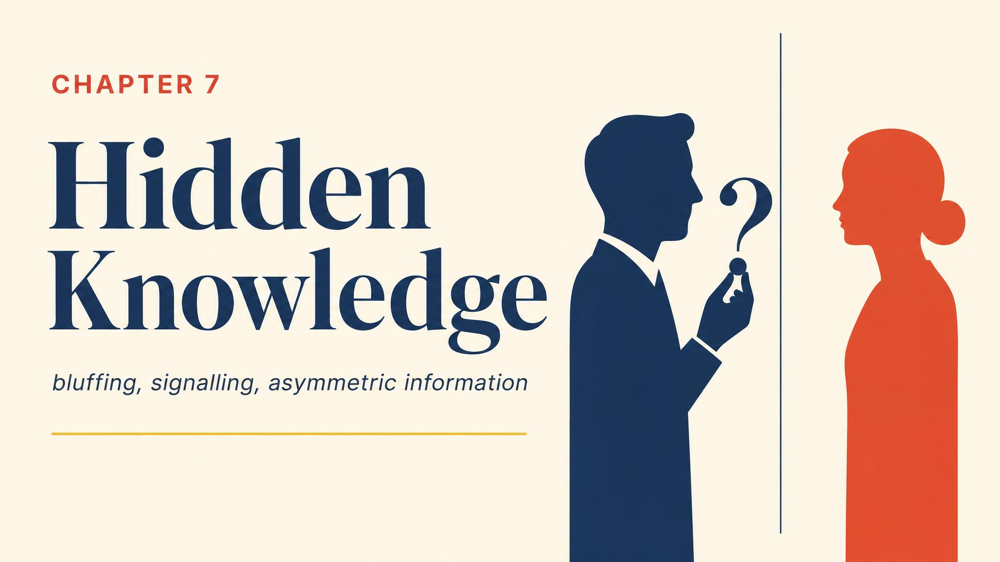 CHAPTER 7
Hidden
Knowledge
bluffing, signalling, asymmetric information
?